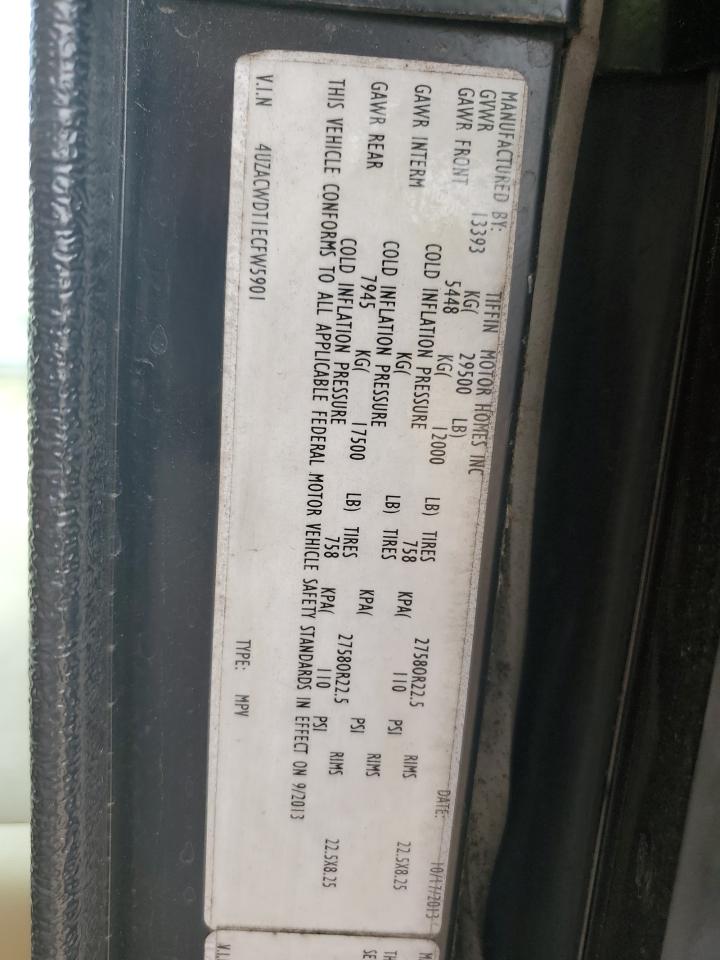 MANUFACTURED BY: TIFFIN MOTOR HOMES INC DATE: 10/17/2013
GVWR 13393 KG( 29500 LB)
GAWR FRONT 5448 KG( 12000 LB) TIRES 27580R22.5 RIMS 22.5X8.25
COLD INFLATION PRESSURE 758 KPA( 110 PSI
GAWR INTERM KG( LB) TIRES RIMS
COLD INFLATION PRESSURE KPA( PSI
GAWR REAR 7945 KG( 17500 LB) TIRES 27580R22.5 RIMS 22.5X8.25
COLD INFLATION PRESSURE 758 KPA( 110 PSI
THIS VEHICLE CONFORMS TO ALL APPLICABLE FEDERAL MOTOR VEHICLE SAFETY STANDARDS IN EFFECT ON 9/2013
V.I.N 4UZACWDT1ECFW5901 TYPE: MPV